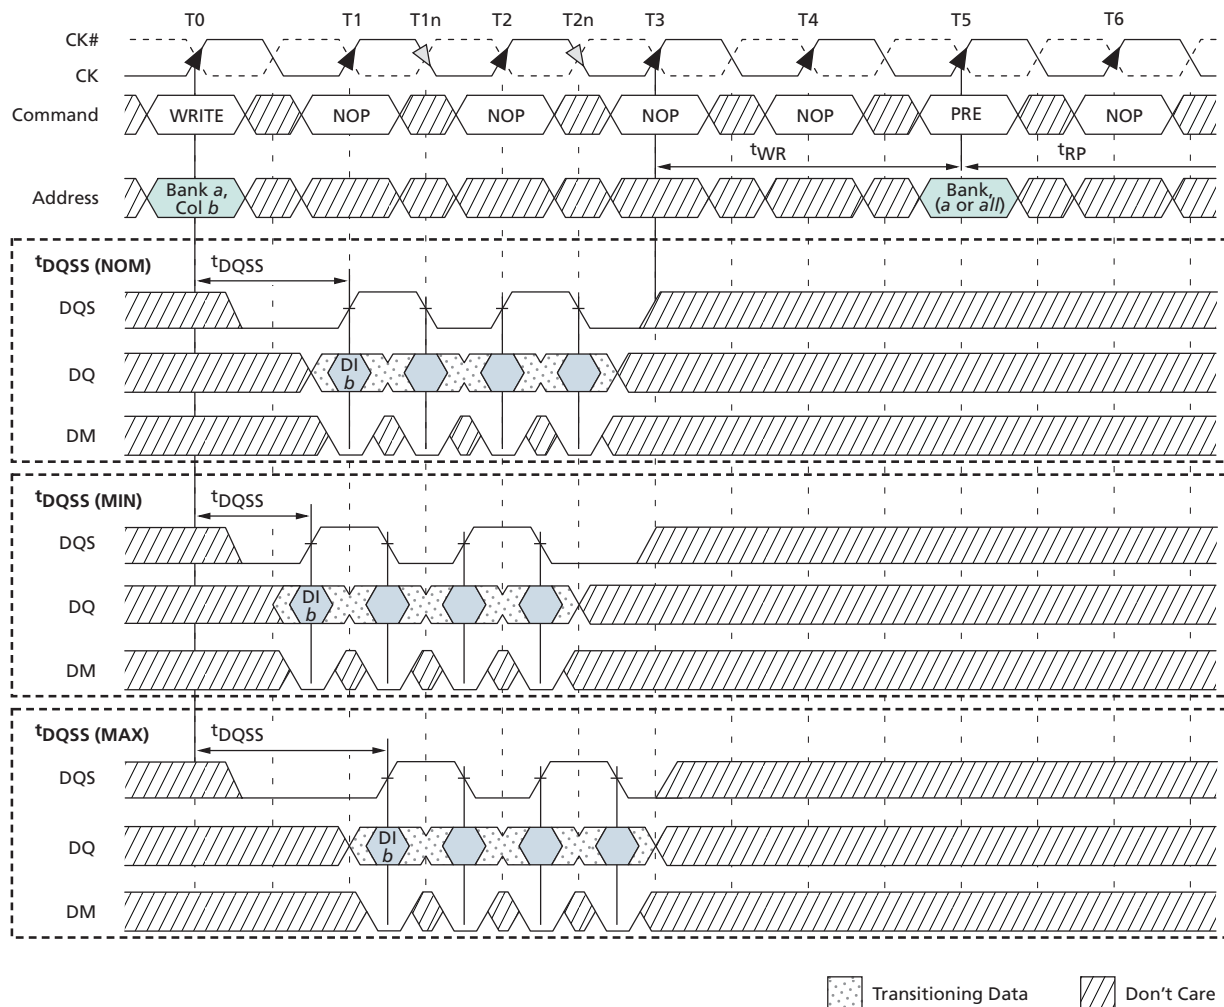 T0 T1 T1n T2 T2n T3 T4 T5 T6
CK#
CK
Command WRITE NOP NOP NOP NOP PRE NOP
tWR tRP
Address Bank a, Col b Bank, (a or all)
tDQSS (NOM) tDQSS
DQS
DQ DI b
DM
tDQSS (MIN) tDQSS
DQS
DQ DI b
DM
tDQSS (MAX) tDQSS
DQS
DQ DI b
DM
Transitioning Data Don't Care